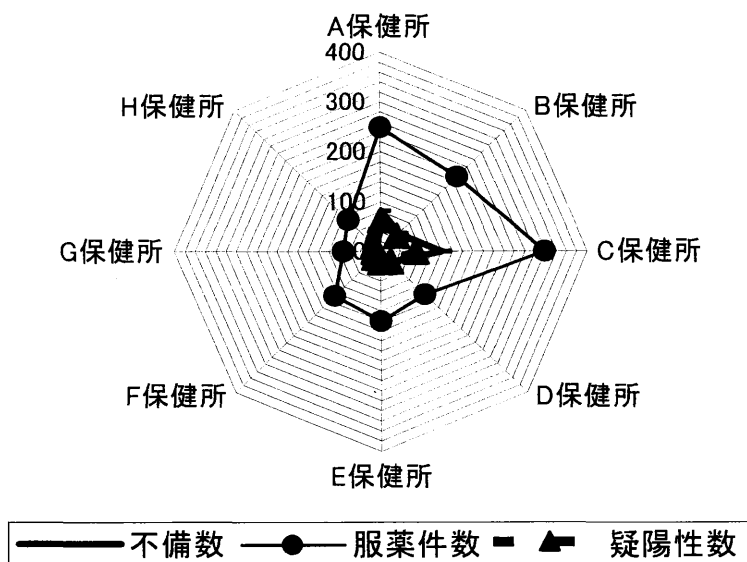 A保健所
400
B保健所
H保健所
300
200
100
G保健所
0
C保健所
F保健所
D保健所
E保健所
不備数 服薬件数 疑陽性数